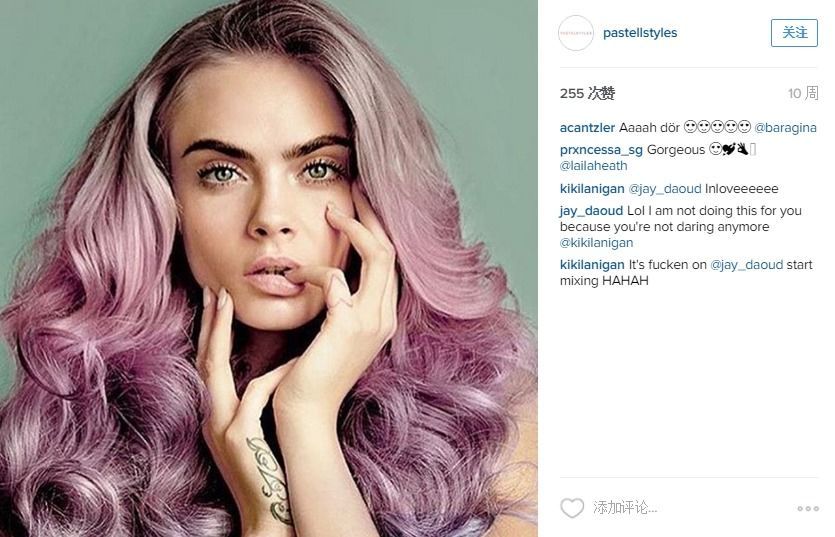 pastellstyles
关注
255 次赞
10 周
acantzler Aaaah dör 😍😍😍😍😍 @baragina
prxncessa_sg Gorgeous
@lailaheath
kikilanigan @jay_daoud Inloveeeeee
jay_daoud Lol I am not doing this for you
because you're not daring anymore
@kikilanigan
kikilanigan It's fucken on @jay_daoud start
mixing HAHAH
添加评论...